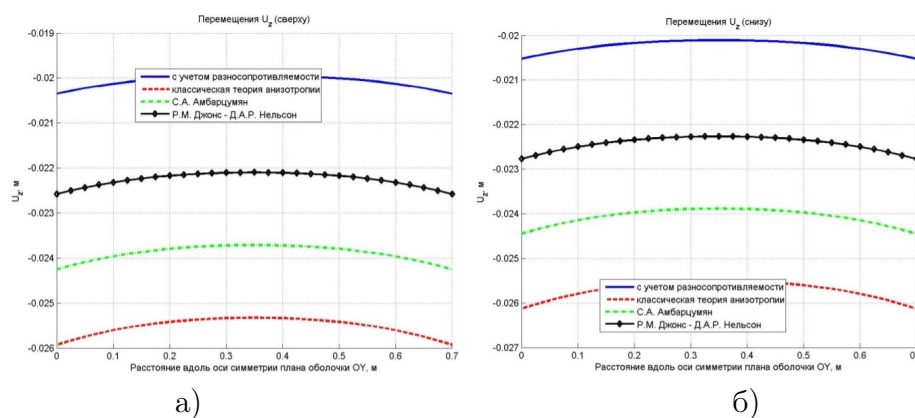 Перемещения U_z (сверху)
-0.019
-0.02
-0.021
-0.022
-0.023
-0.024
-0.025
-0.026
U_z, м
с учетом разносопротивляемости
классическая теория анизотропии
С.А. Амбарцумян
Р.М. Джонс - Д.А.Р. Нельсон
0 0.1 0.2 0.3 0.4 0.5 0.6 0.7
Расстояние вдоль оси симметрии плана оболочки OY, м
а)
Перемещения U_z (снизу)
-0.02
-0.021
-0.022
-0.023
-0.024
-0.025
-0.026
-0.027
U_z, м
с учетом разносопротивляемости
классическая теория анизотропии
С.А. Амбарцумян
Р.М. Джонс - Д.А.Р. Нельсон
0 0.1 0.2 0.3 0.4 0.5 0.6 0.7
Расстояние вдоль оси симметрии плана оболочки OY, м
б)